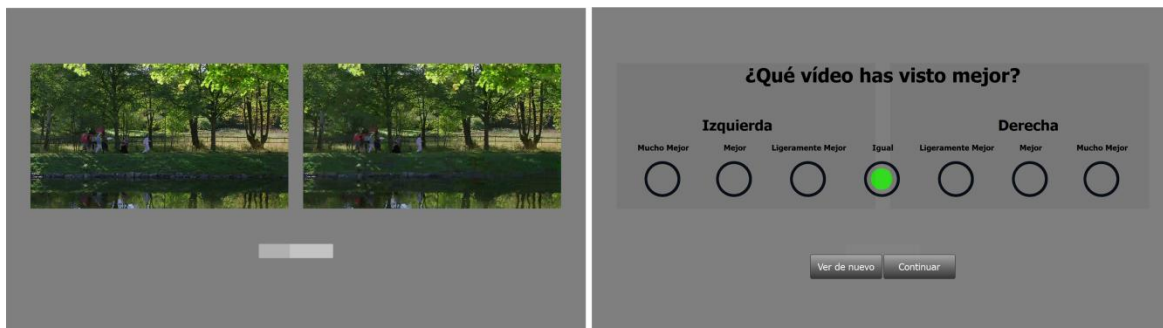 ¿Qué vídeo has visto mejor?
Izquierda Derecha
Mucho Mejor Mejor Ligeramente Mejor Igual Ligeramente Mejor Mejor Mucho Mejor
Ver de nuevo Continuar